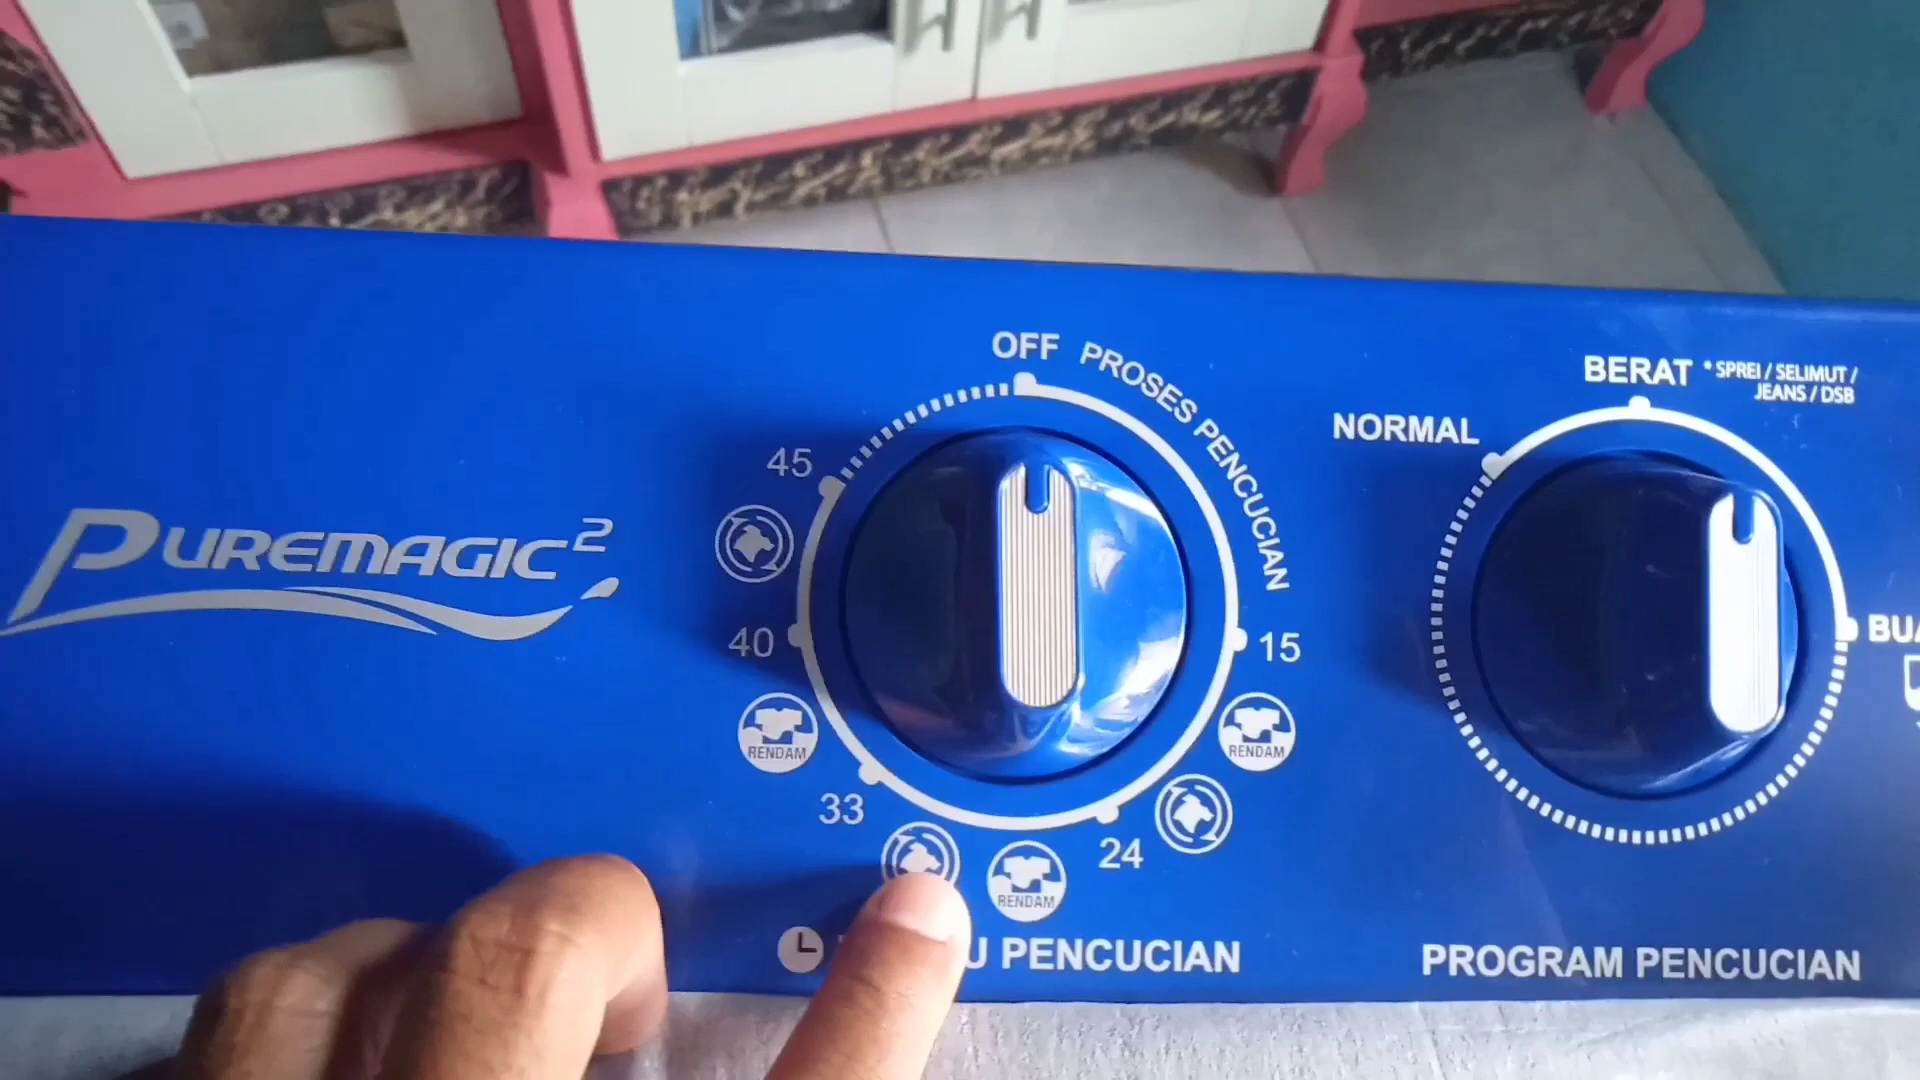 PUREMAGIC²
OFF
PROSES PENCUCIAN
15
RENDAM
24
RENDAM
33
RENDAM
40
45
PENCUCIAN
BERAT
* SPREI / SELIMUT /
JEANS / DSB
NORMAL
PROGRAM PENCUCIAN